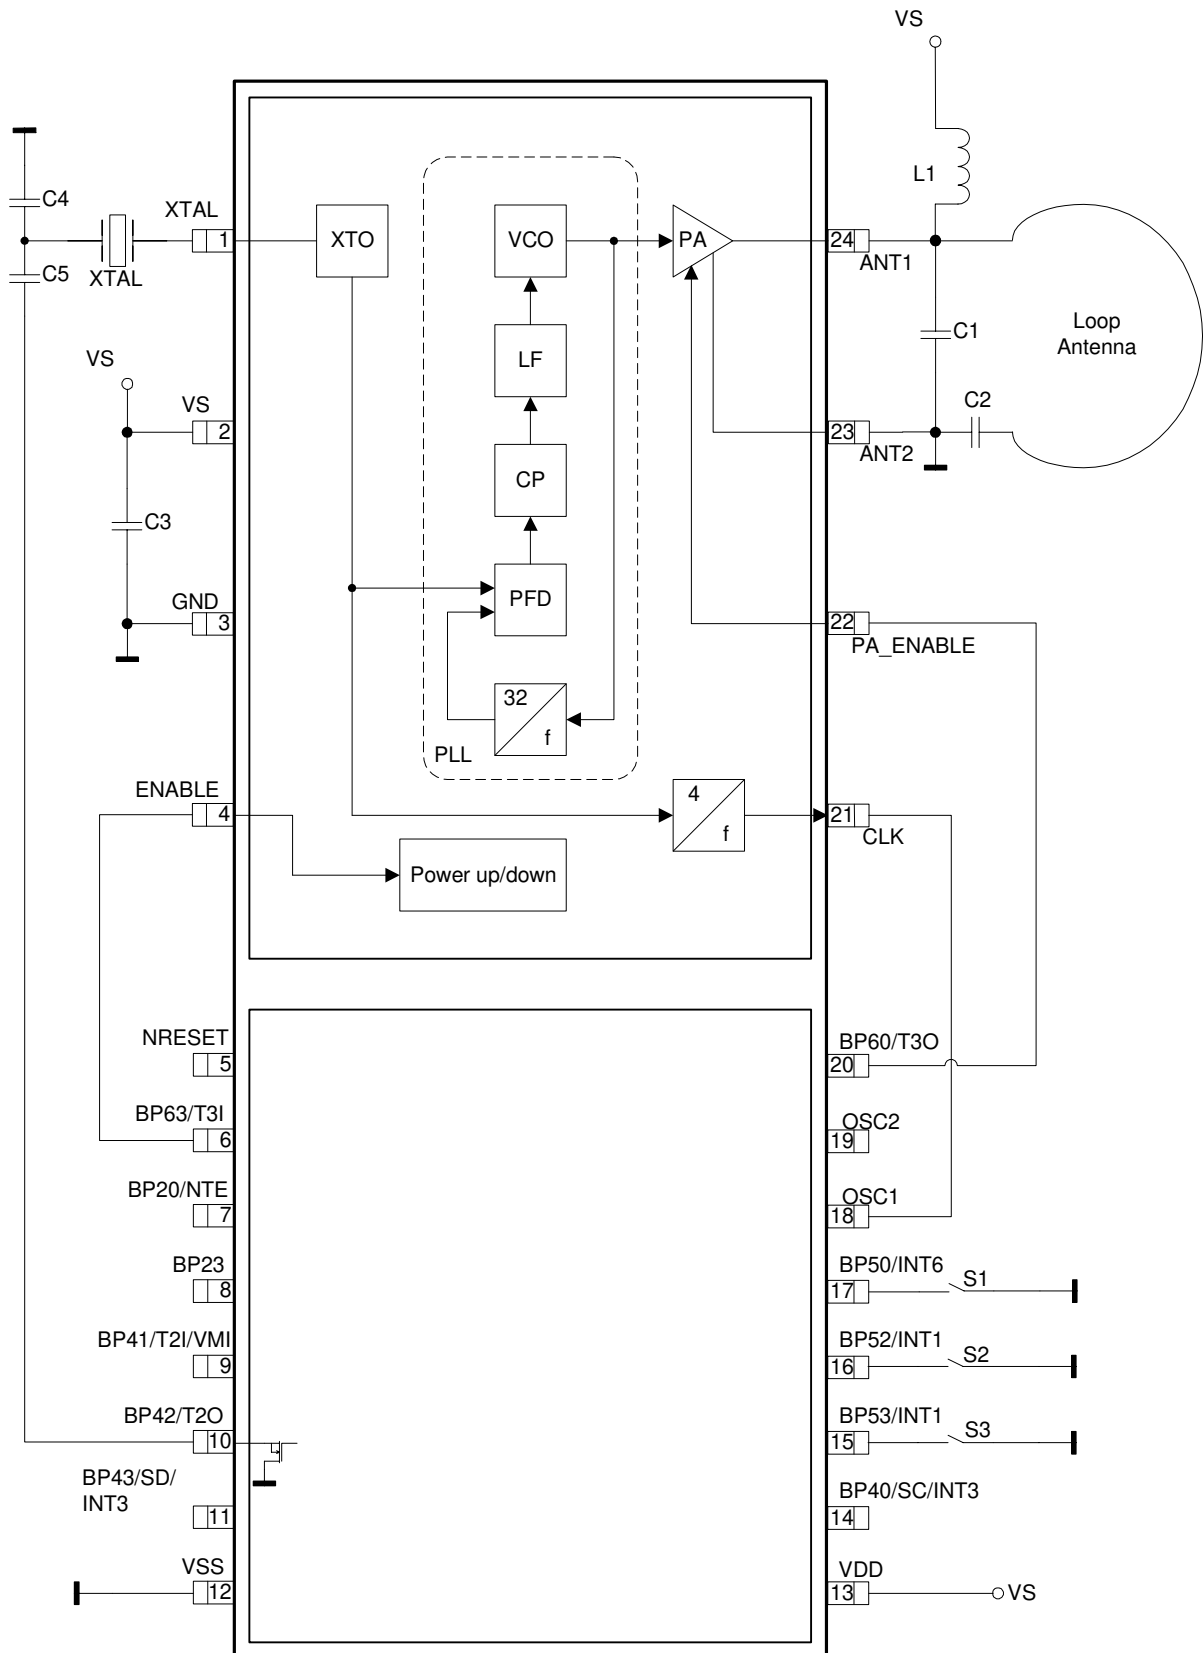 VS
L1
C4
XTAL
1
XTO
VCO
PA
24
ANT1
C5
XTAL
VS
LF
C1
Loop
Antenna
VS
2
C2
23
ANT2
CP
C3
GND
3
PFD
22
PA_ENABLE
32
f
PLL
ENABLE
4
4
f
21
CLK
Power up/down
NRESET
5
BP60/T3O
20
BP63/T3I
6
OSC2
19
BP20/NTE
7
OSC1
18
BP23
8
BP50/INT6
17
S1
BP41/T2I/VMI
9
BP52/INT1
16
S2
BP42/T2O
10
BP53/INT1
15
S3
BP43/SD/
INT3
11
BP40/SC/INT3
14
VSS
12
VDD
13
VS